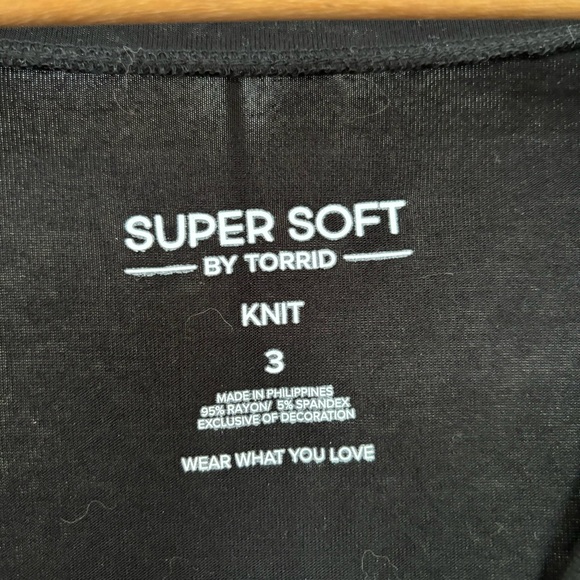 SUPER SOFT
BY TORRID
KNIT
3
MADE IN PHILIPPINES
95% RAYON/ 5% SPANDEX
EXCLUSIVE OF DECORATION
WEAR WHAT YOU LOVE